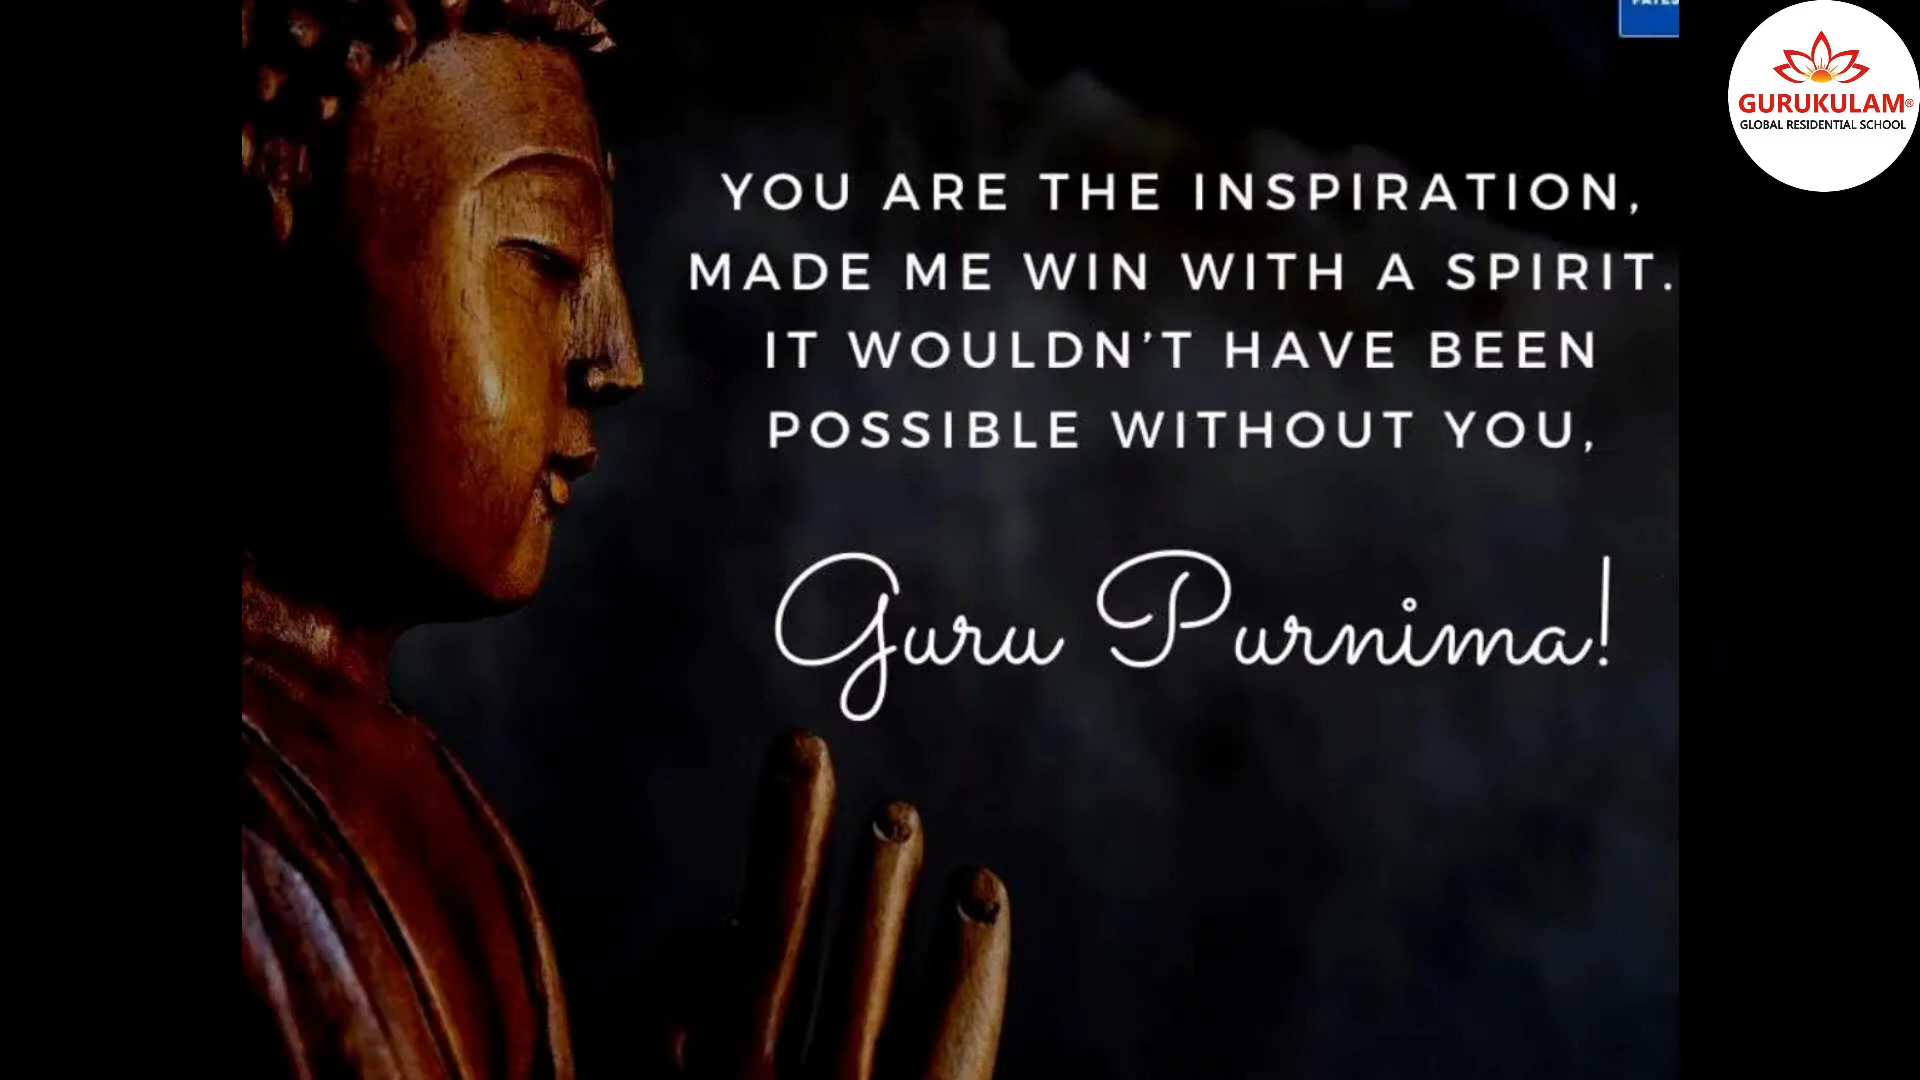 YOU ARE THE INSPIRATION,
MADE ME WIN WITH A SPIRIT.
IT WOULDN’T HAVE BEEN
POSSIBLE WITHOUT YOU,
Guru Purnima!
GURUKULAM®
GLOBAL RESIDENTIAL SCHOOL